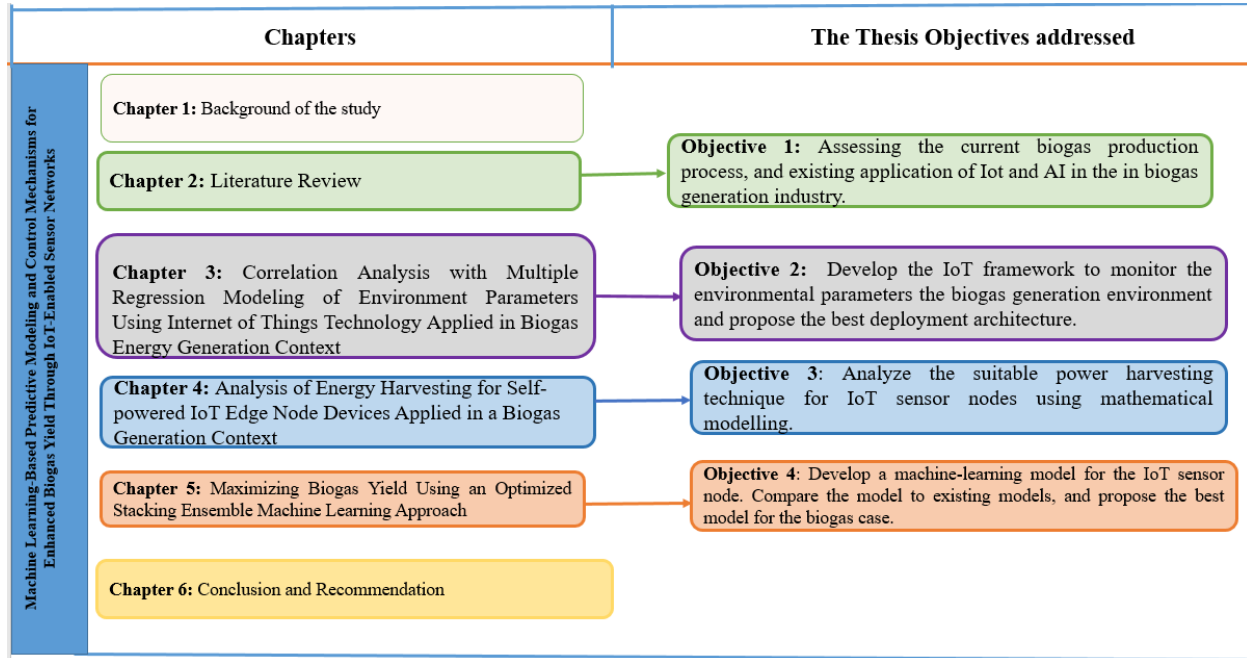 Chapters
The Thesis Objectives addressed
Machine Learning-Based Predictive Modeling and Control Mechanisms for
Enhanced Biogas Yield Through IoT-Enabled Sensor Networks
Chapter 1: Background of the study
Chapter 2: Literature Review
Objective 1: Assessing the current biogas production
process, and existing application of Iot and AI in the in biogas
generation industry.
Chapter 3: Correlation Analysis with Multiple
Regression Modeling of Environment Parameters
Using Internet of Things Technology Applied in Biogas
Energy Generation Context
Objective 2: Develop the IoT framework to monitor the
environmental parameters the biogas generation environment
and propose the best deployment architecture.
Chapter 4: Analysis of Energy Harvesting for Self-
powered IoT Edge Node Devices Applied in a Biogas
Generation Context
Objective 3: Analyze the suitable power harvesting
technique for IoT sensor nodes using mathematical
modelling.
Chapter 5: Maximizing Biogas Yield Using an Optimized
Stacking Ensemble Machine Learning Approach
Objective 4: Develop a machine-learning model for the IoT sensor
node. Compare the model to existing models, and propose the best
model for the biogas case.
Chapter 6: Conclusion and Recommendation